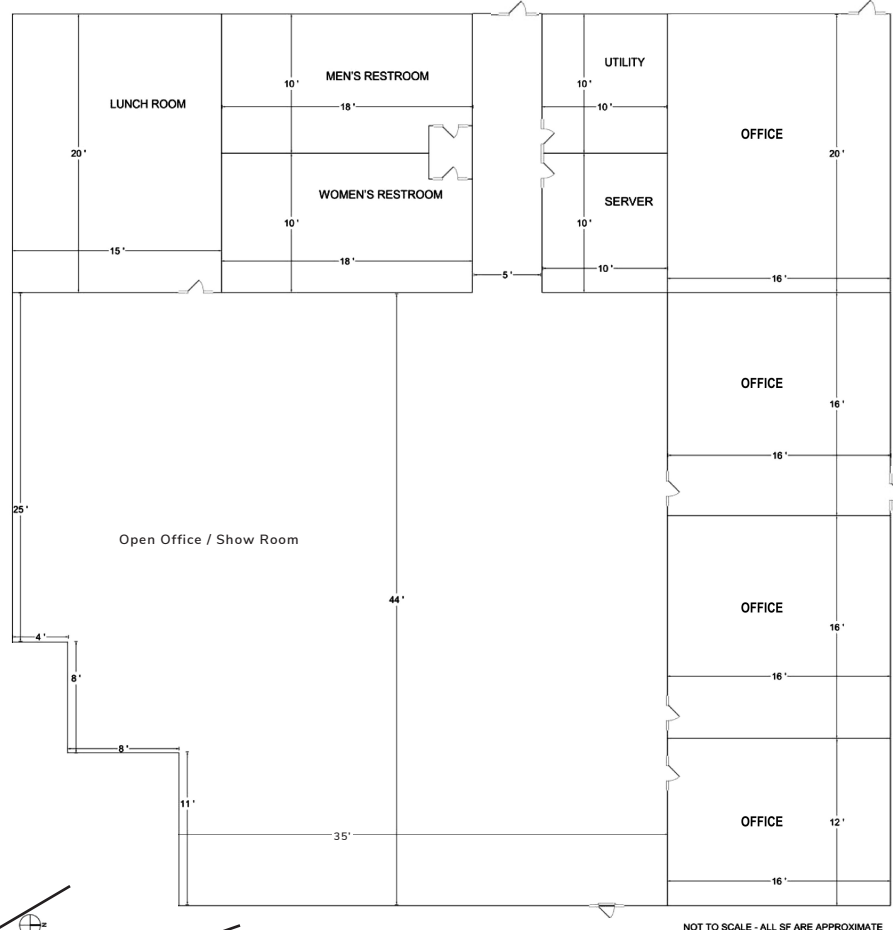 UTILITY
MEN'S RESTROOM
10 '
10 '
LUNCH ROOM
18 '
10 '
OFFICE
20 '
20 '
WOMEN'S RESTROOM
SERVER
10 '
10 '
15 '
18 '
10 '
5 '
16 '
OFFICE
16 '
16 '
25 '
Open Office / Show Room
44 '
OFFICE
16 '
4 '
8 '
16 '
8 '
11 '
OFFICE
12 '
35'
16 '
N
NOT TO SCALE - ALL SF ARE APPROXIMATE